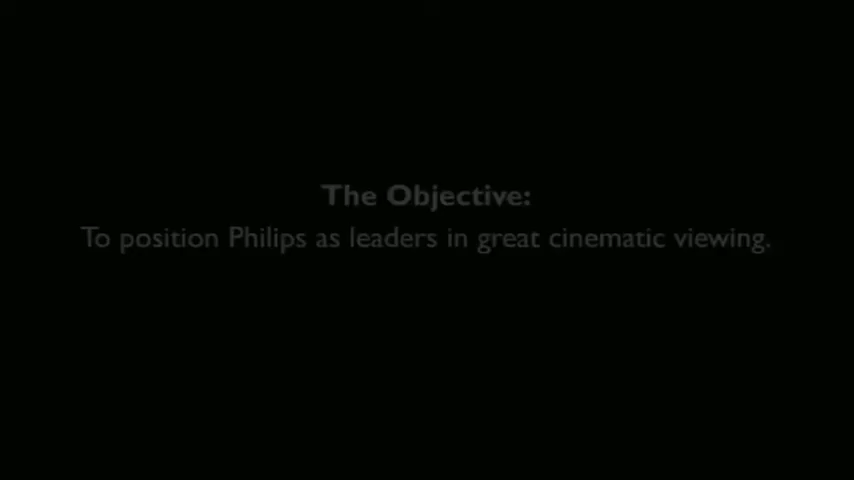 The Objective:
To position Philips as leaders in great cinematic viewing.